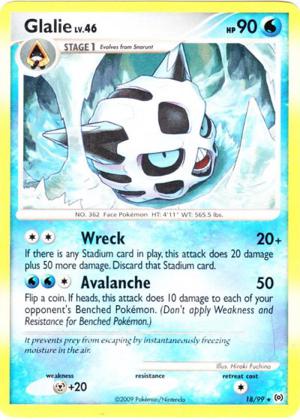 Glalie LV.46
HP 90
STAGE 1 Evolves from Snorunt
NO. 362 Face Pokémon HT: 4'11" WT: 565.5 lbs.
Wreck 20+
If there is any Stadium card in play, this attack does 20 damage
plus 50 more damage. Discard that Stadium card.
Avalanche 50
Flip a coin. If heads, this attack does 10 damage to each of your
opponent's Benched Pokémon. (Don't apply Weakness and
Resistance for Benched Pokémon.)
It prevents prey from escaping by instantaneously freezing
moisture in the air.
Illus. Hiroki Fuchino
weakness resistance retreat cost
+20
©2009 Pokémon/Nintendo 18/99 ★